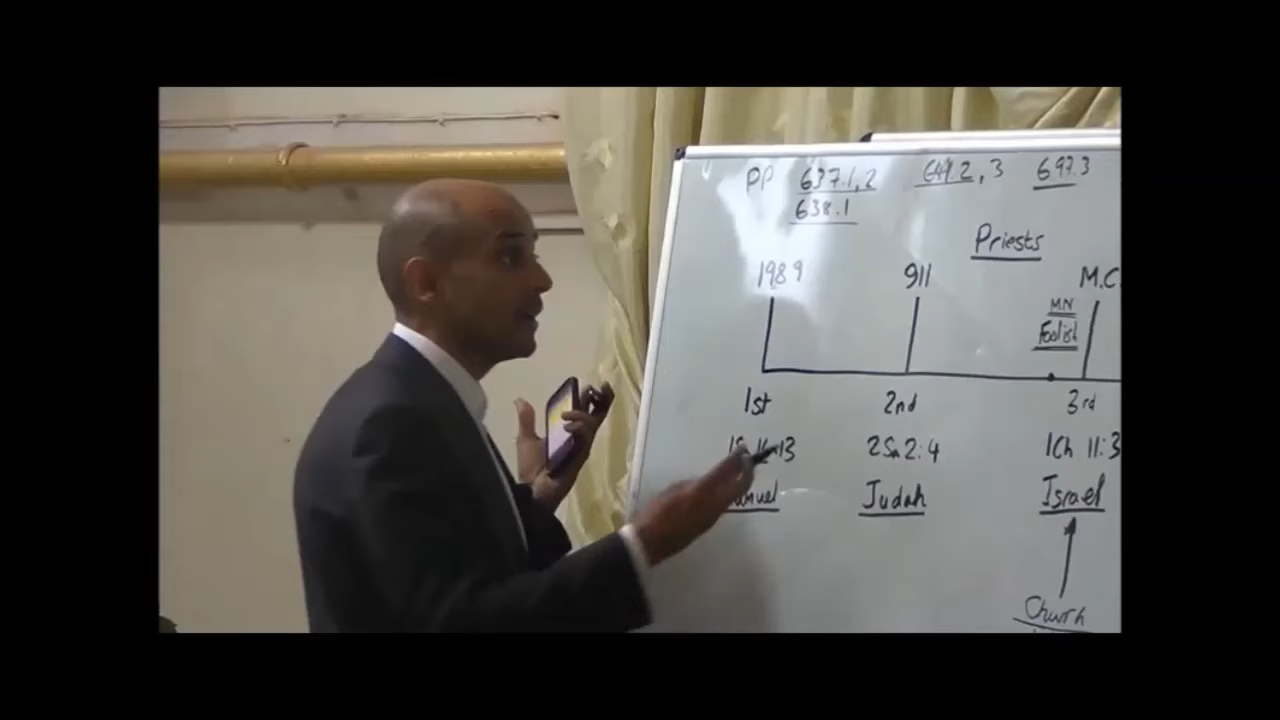 PP 637.1,2 641.2,3 697.3
638.1
Priests
1989 911 M.C.
M.N
Foolish
1st 2nd 3rd
2Sa 2:4 1Ch 11:3
Judah Israel
Church